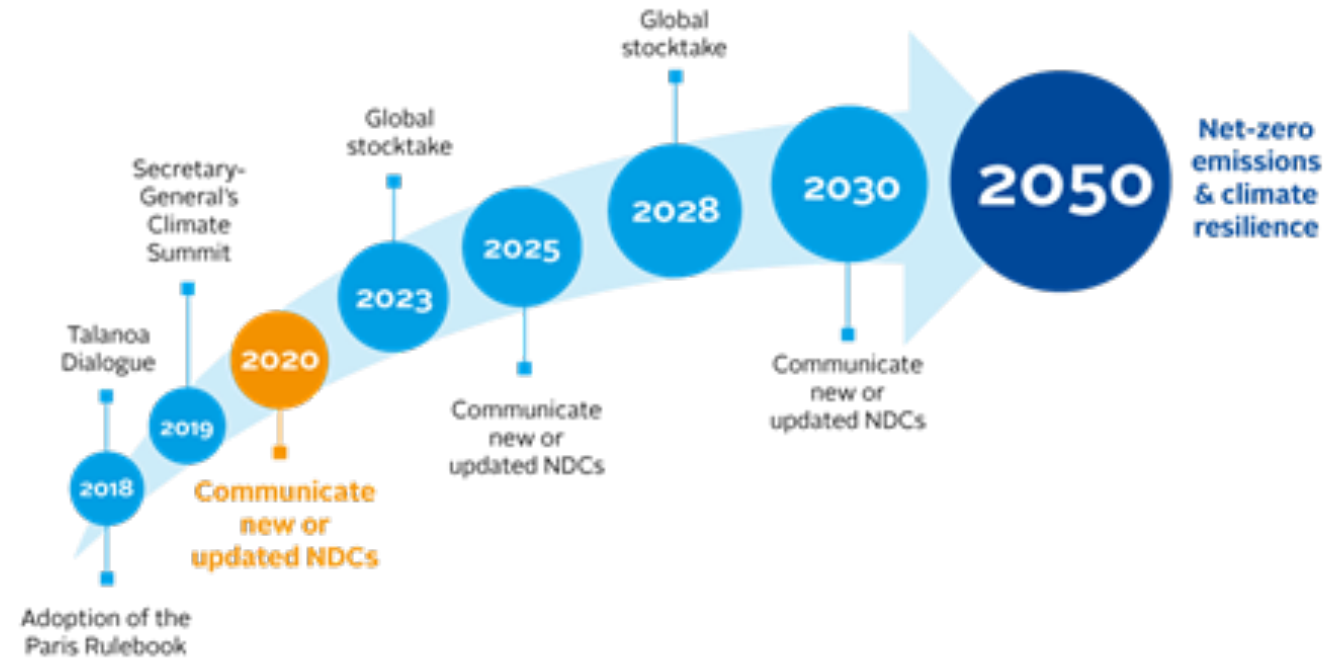 Talanoa
Dialogue
2018
Adoption of the
Paris Rulebook
Secretary-
General's
Climate
Summit
2019
2020
Communicate
new or
updated NDCs
Global
stocktake
2023
2025
Communicate
new or
updated NDCs
Global
stocktake
2028
2030
Communicate
new or
updated NDCs
2050
Net-zero
emissions
& climate
resilience